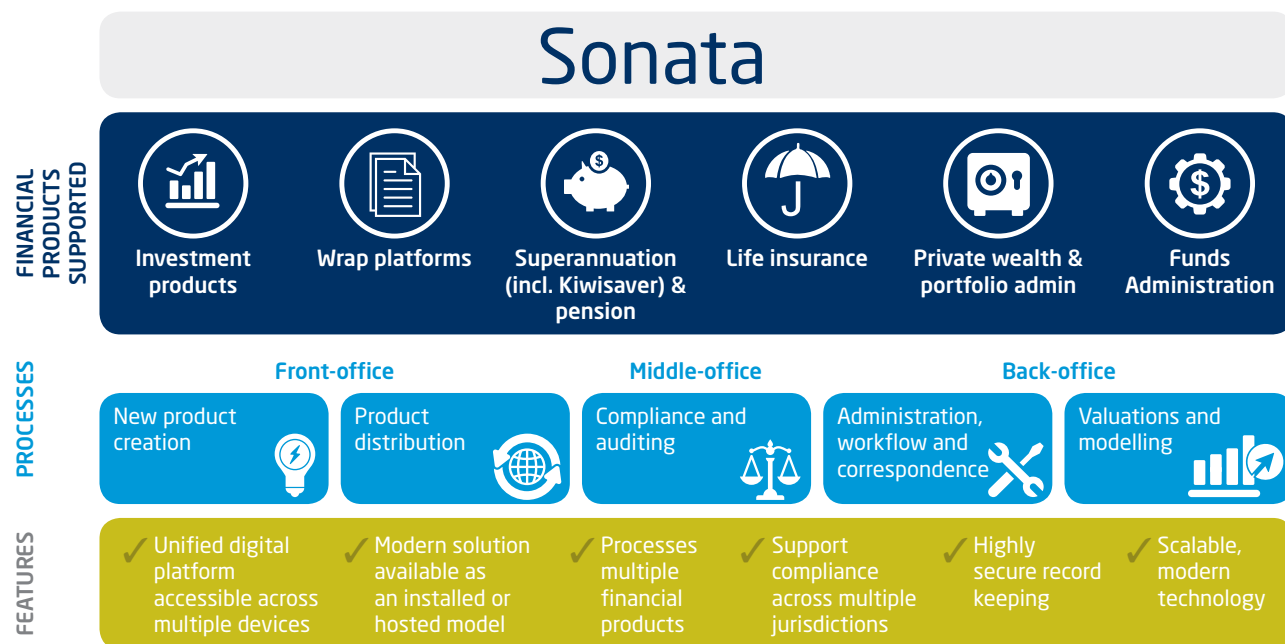 Sonata
FINANCIAL
PRODUCTS
SUPPORTED
Investment
products
Wrap platforms
Superannuation
(incl. Kiwisaver) &
pension
Life insurance
Private wealth &
portfolio admin
Funds
Administration
PROCESSES
Front-office
Middle-office
Back-office
New product
creation
Product
distribution
Compliance and
auditing
Administration,
workflow and
correspondence
Valuations and
modelling
FEATURES
✓ Unified digital
platform
accessible across
multiple devices
✓ Modern solution
available as
an installed or
hosted model
✓ Processes
multiple
financial
products
✓ Support
compliance
across multiple
jurisdictions
✓ Highly
secure record
keeping
✓ Scalable,
modern
technology